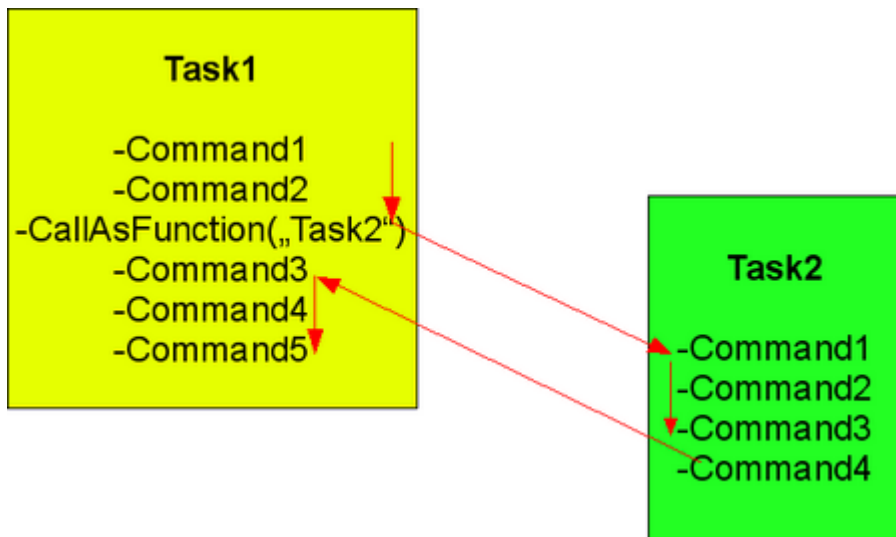 Task1
-Command1
-Command2
-CallAsFunction(„Task2“)
-Command3
-Command4
-Command5
Task2
-Command1
-Command2
-Command3
-Command4